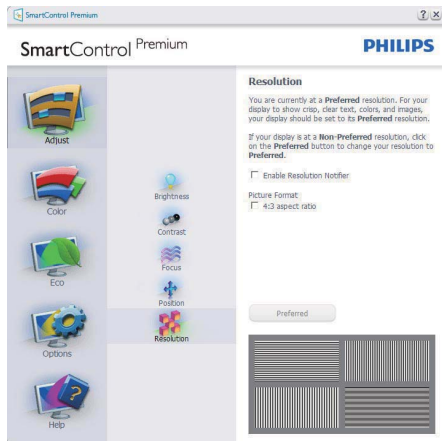 SmartControl Premium
SmartControl Premium
PHILIPS
Adjust
Color
Eco
Options
Help
Brightness
Contrast
Focus
Position
Resolution
Resolution
You are currently at a Preferred resolution. For your
display to show crisp, clear text, colors, and images,
your display should be set to its Preferred resolution.
If your display is at a Non-Preferred resolution, click
on the Preferred button to change your resolution to
Preferred.
Enable Resolution Notifier
Picture Format
4:3 aspect ratio
Preferred